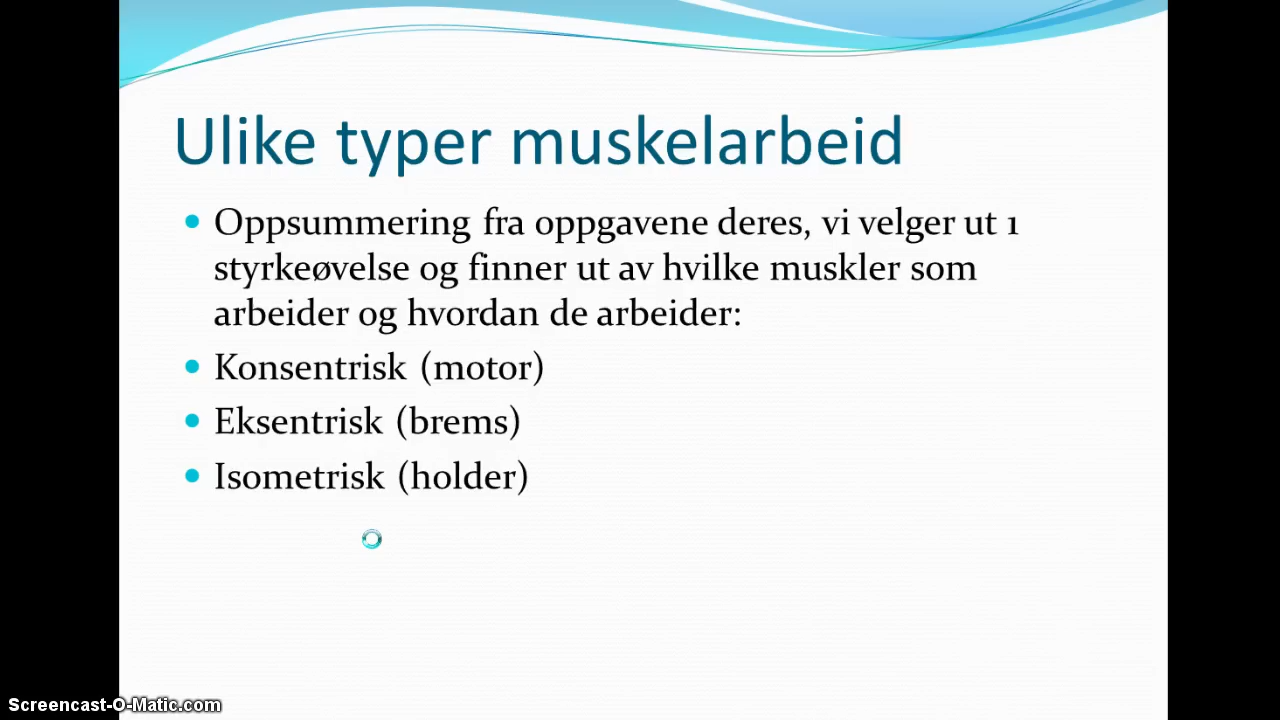 Ulike typer muskelarbeid
Oppsummering fra oppgavene deres, vi velger ut 1
styrkeøvelse og finner ut av hvilke muskler som
arbeider og hvordan de arbeider:
Konsentrisk (motor)
Eksentrisk (brems)
Isometrisk (holder)
Screencast-O-Matic.com